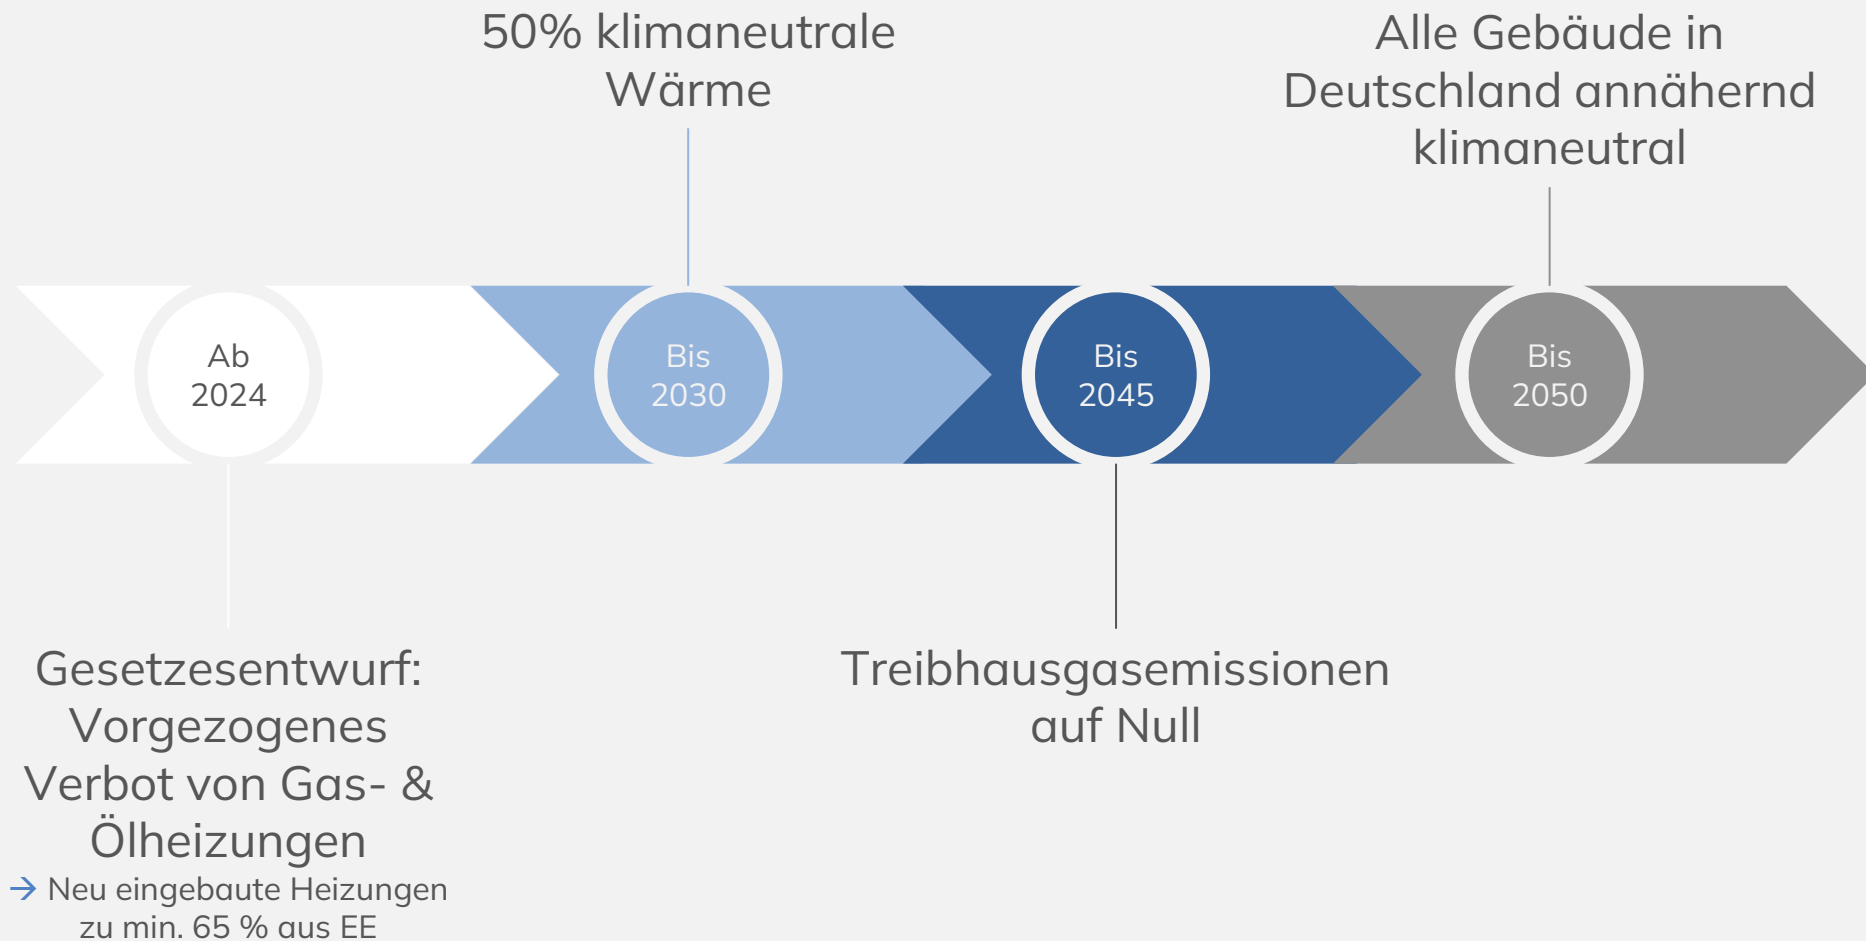 50% klimaneutrale
Wärme
Alle Gebäude in
Deutschland annähernd
klimaneutral
Ab
2024
Bis
2030
Bis
2045
Bis
2050
Gesetzesentwurf:
Vorgezogenes
Verbot von Gas- &
Ölheizungen
→ Neu eingebaute Heizungen
zu min. 65 % aus EE
Treibhausgasemissionen
auf Null